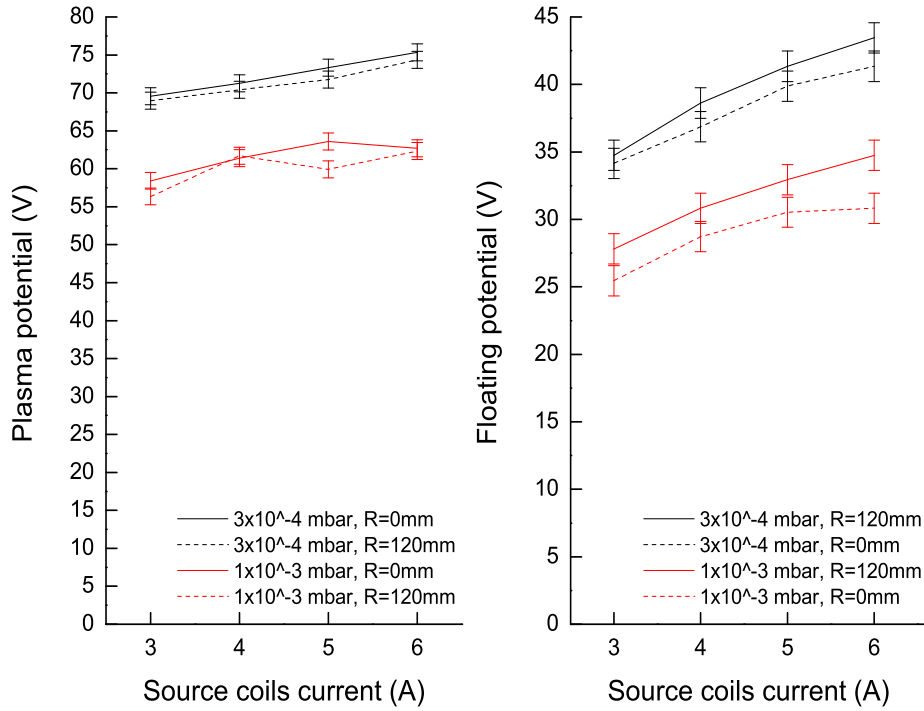 80
75
70
65
60
55
50
45
40
35
30
25
20
15
10
5
0
Plasma potential (V)
3x10^-4 mbar, R=0mm
3x10^-4 mbar, R=120mm
1x10^-3 mbar, R=0mm
1x10^-3 mbar, R=120mm
3 4 5 6
Source coils current (A)
45
40
35
30
25
20
15
10
5
0
Floating potential (V)
3x10^-4 mbar, R=120mm
3x10^-4 mbar, R=0mm
1x10^-3 mbar, R=120mm
1x10^-3 mbar, R=0mm
3 4 5 6
Source coils current (A)